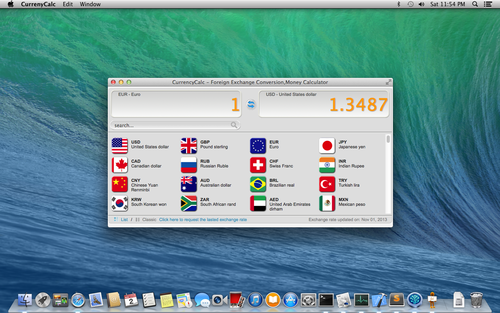 CurrenyCalc Edit Window
Sat 11:54 PM
CurrencyCalc – Foreign Exchange Conversion,Money Calculator
EUR - Euro
1
USD - United States dollar
1.3487
search...
USD
United States dollar
GBP
Pound sterling
EUR
Euro
JPY
Japanese yen
CAD
Canadian dollar
RUB
Russian Ruble
CHF
Swiss Franc
INR
Indian Rupee
CNY
Chinese Yuan
Renminbi
AUD
Australian dollar
BRL
Brazilian real
TRY
Turkish lira
KRW
South Korean won
ZAR
South African rand
AED
United Arab Emirates
dirham
MXN
Mexican peso
List / Classic Click here to request the lastest exchange rate
Exchange rate updated on: Nov 01, 2013
2